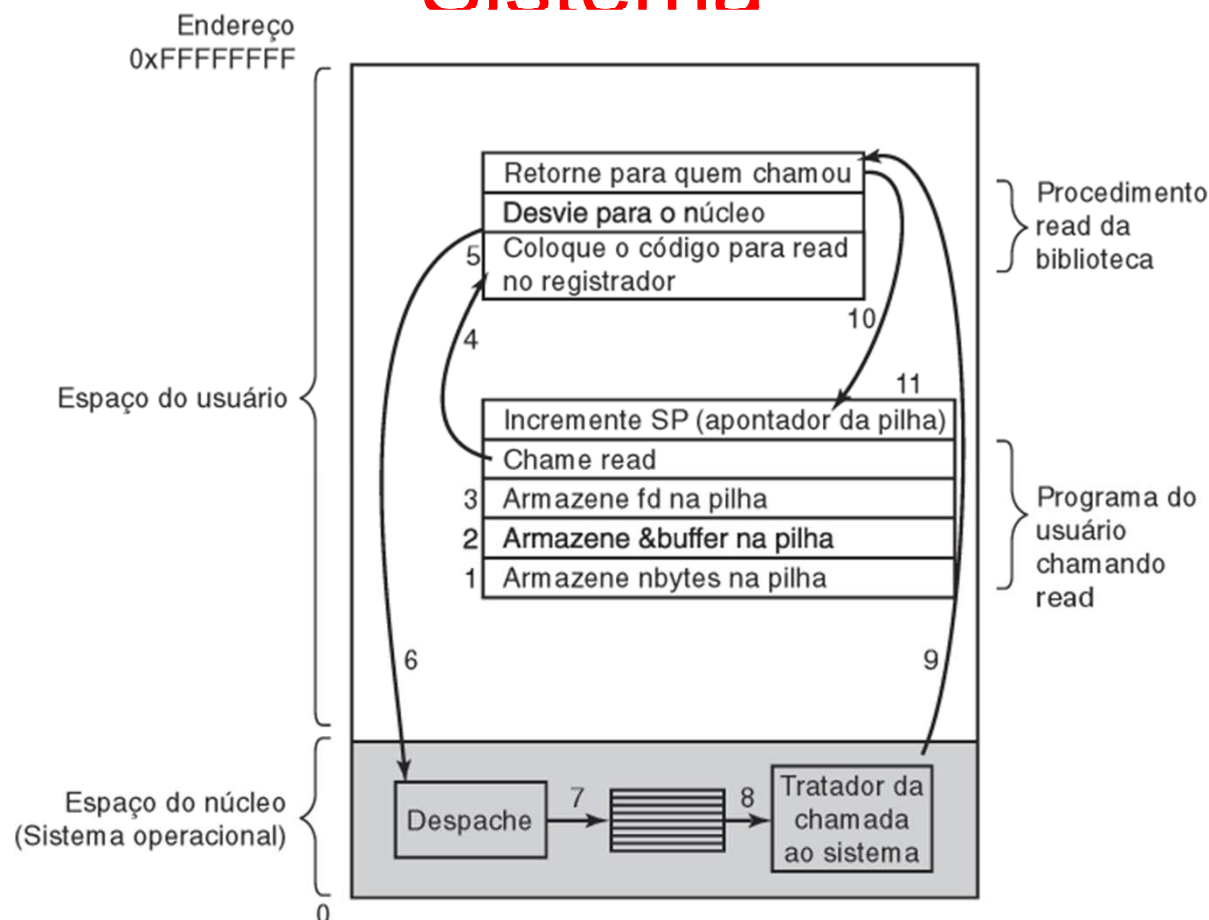 Sistema
Endereço
0xFFFFFFFF
Retorne para quem chamou
Desvie para o núcleo
5
Coloque o código para read
no registrador
Procedimento
read da
biblioteca
4
10
11
Espaço do usuário
Incremente SP (apontador da pilha)
Chame read
3 Armazene fd na pilha
2 Armazene &buffer na pilha
1 Armazene nbytes na pilha
Programa do
usuário
chamando
read
6
9
Espaço do núcleo
(Sistema operacional)
Despache
7
8
Tratador da
chamada
ao sistema
0